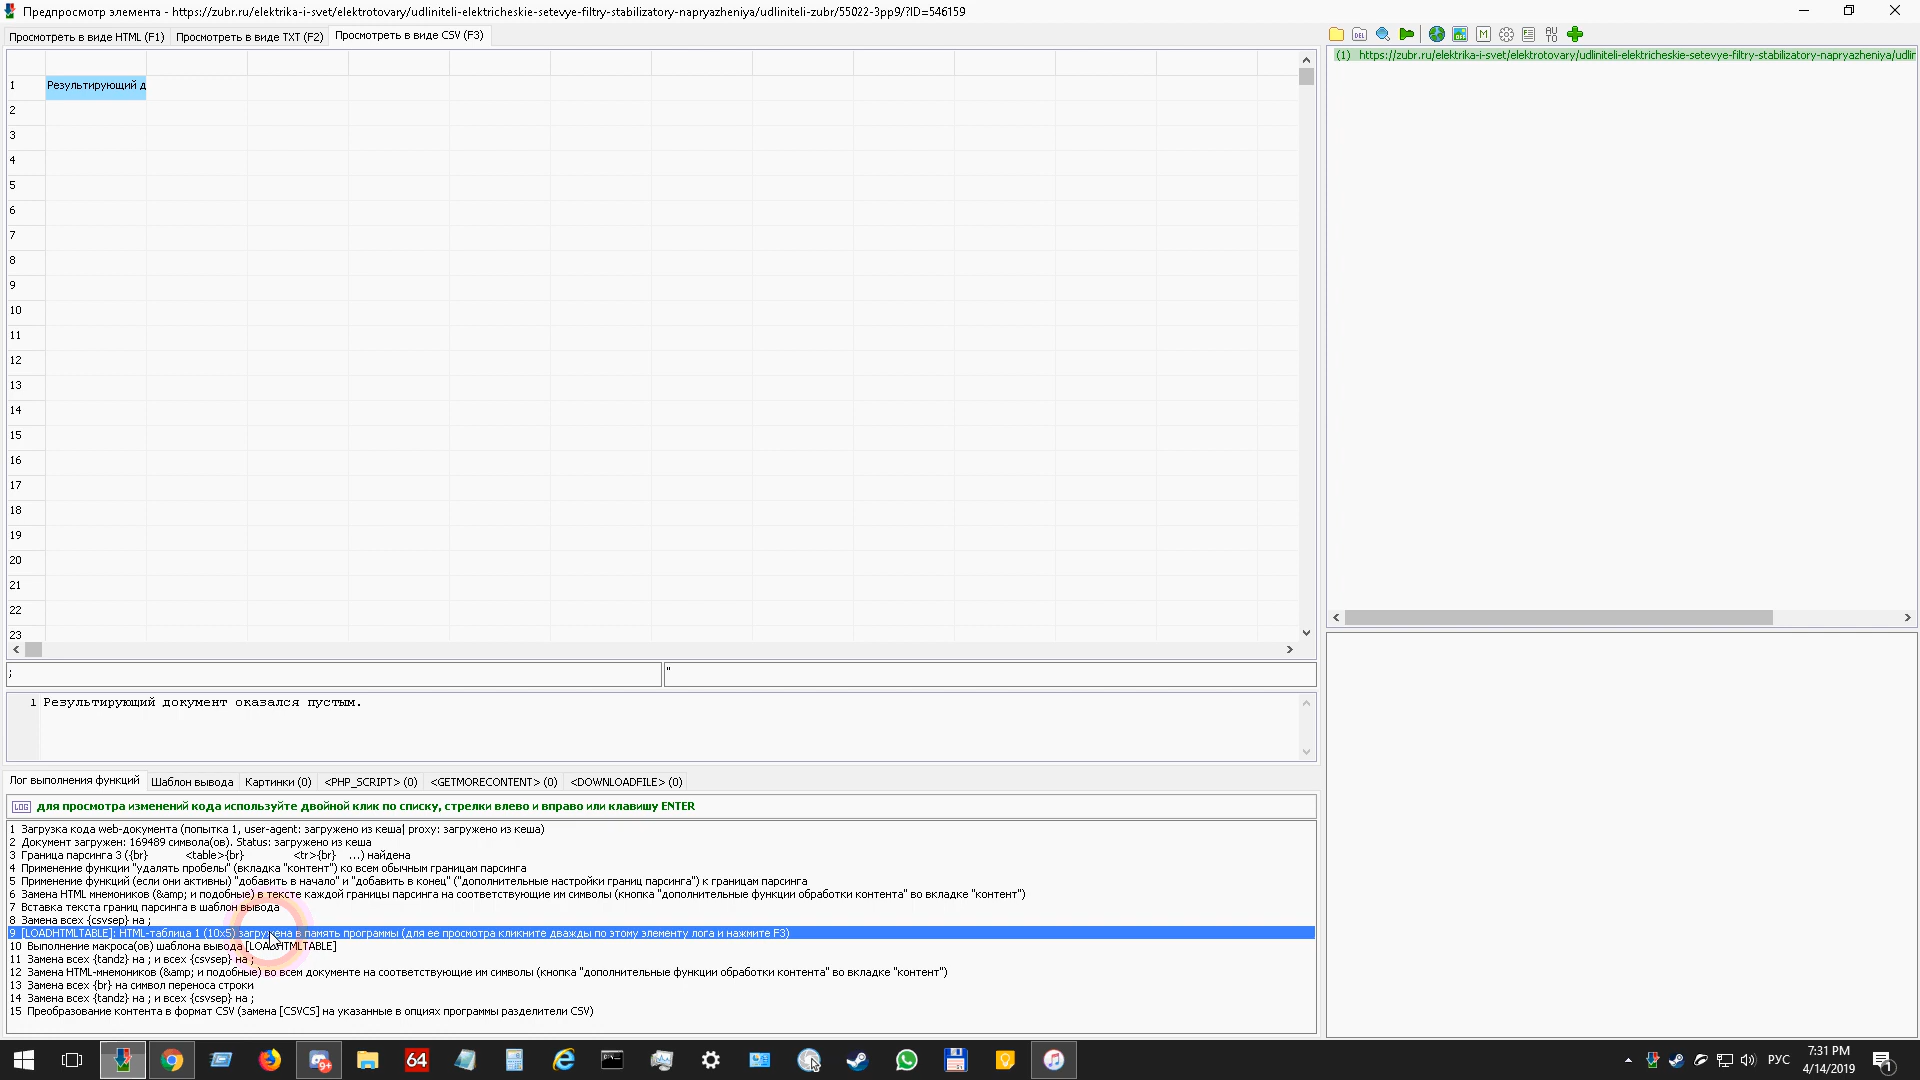 Предпросмотр элемента - https://zubr.ru/elektrika-i-svet/elektrotovary/udliniteli-elektricheskie-setevye-filtry-stabilizatory-napryazheniya/udliniteli-zubr/55022-3pp9/?ID=546159
Просмотреть в виде HTML (F1) Просмотреть в виде TXT (F2) Просмотреть в виде CSV (F3)
DEL M AU TO
(1) https://zubr.ru/elektrika-i-svet/elektrotovary/udliniteli-elektricheskie-setevye-filtry-stabilizatory-napryazheniya/udlin
1 Результирующий д
2
3
4
5
6
7
8
9
10
11
12
13
14
15
16
17
18
19
20
21
22
23
; "
1 Результирующий документ оказался пустым.
Лог выполнения функций Шаблон вывода Картинки (0) <PHP_SCRIPT> (0) <GETMORECONTENT> (0) <DOWNLOADFILE> (0)
LOG для просмотра изменений кода используйте двойной клик по списку, стрелки влево и вправо или клавишу ENTER
1 Загрузка кода web-документа (попытка 1, user-agent: загружено из кеша| proxy: загружено из кеша)
2 Документ загружен: 169489 символа(ов). Status: загружено из кеша
3 Граница парсинга 3 ({br} <table>{br} <tr>{br} ...) найдена
4 Применение функции "удалять пробелы" (вкладка "контент") ко всем обычным границам парсинга
5 Применение функций (если они активны) "добавить в начало" и "добавить в конец" ("дополнительные настройки границ парсинга") к границам парсинга
6 Замена HTML мнемоников (&amp; и подобные) в тексте каждой границы парсинга на соответствующие им символы (кнопка "дополнительные функции обработки контента" во вкладке "контент")
7 Вставка текста границ парсинга в шаблон вывода
8 Замена всех {csvsep} на ;
9 [LOADHTMLTABLE]: HTML-таблица 1 (10x5) загружена в память программы (для ее просмотра кликните дважды по этому элементу лога и нажмите F3)
10 Выполнение макроса(ов) шаблона вывода [LOADHTMLTABLE]
11 Замена всех {tandz} на ; и всех {csvsep} на ;
12 Замена HTML-мнемоников (&amp; и подобные) во всем документе на соответствующие им символы (кнопка "дополнительные функции обработки контента" во вкладке "контент")
13 Замена всех {br} на символ переноса строки
14 Замена всех {tandz} на ; и всех {csvsep} на ;
15 Преобразование контента в формат CSV (замена [CSVCS] на указанные в опциях программы разделители CSV)
9+ 64 РУС 7:31 PM
4/14/2019 1